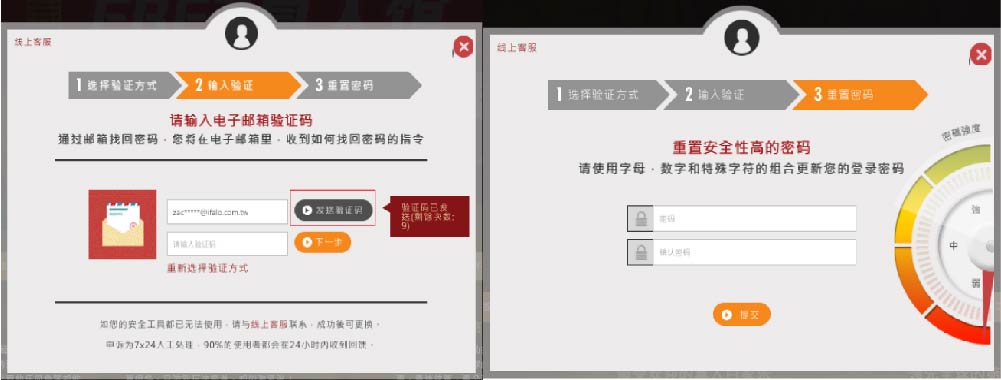 线上客服
1 选择验证方式
2 输入验证
3 重置密码
请输入电子邮箱验证码
通过邮箱找回密码，您将在电子邮箱里，收到如何找回密码的指令
zac*****@ifalo.com.tw
发送验证码
验证码已发
送(剩馀次数:
9)
请输入验证码
下一步
重新选择验证方式
如您的安全工具都已无法使用，请与线上客服联系，成功後可更换。
申诉为7x24人工处理，90%的使用者都会在24小时内收到回馈。
线上客服
1 选择验证方式
2 输入验证
3 重置密码
重置安全性高的密码
请使用字母，数字和特殊字符的组合更新您的登录密码
密码
确认密码
提交
密碼強度
強
中
弱